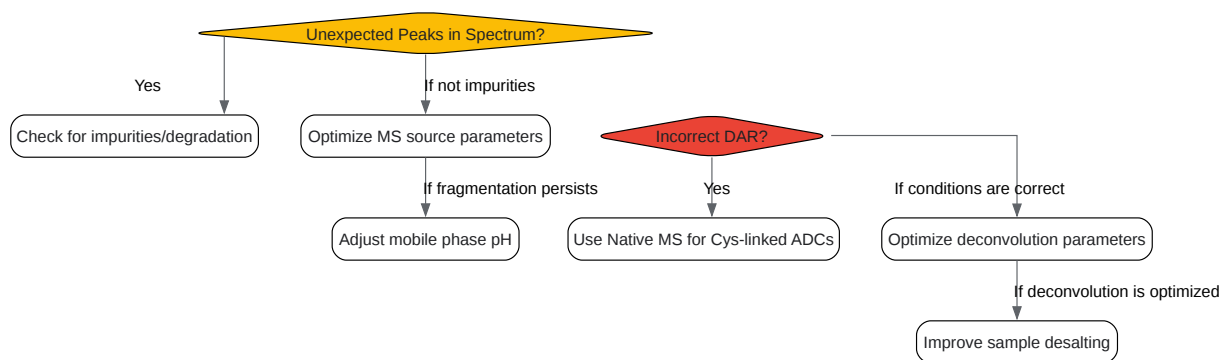 Unexpected Peaks in Spectrum?
Yes
If not impurities
Check for impurities/degradation
Optimize MS source parameters
Incorrect DAR?
If fragmentation persists
Yes
If conditions are correct
Adjust mobile phase pH
Use Native MS for Cys-linked ADCs
Optimize deconvolution parameters
If deconvolution is optimized
Improve sample desalting